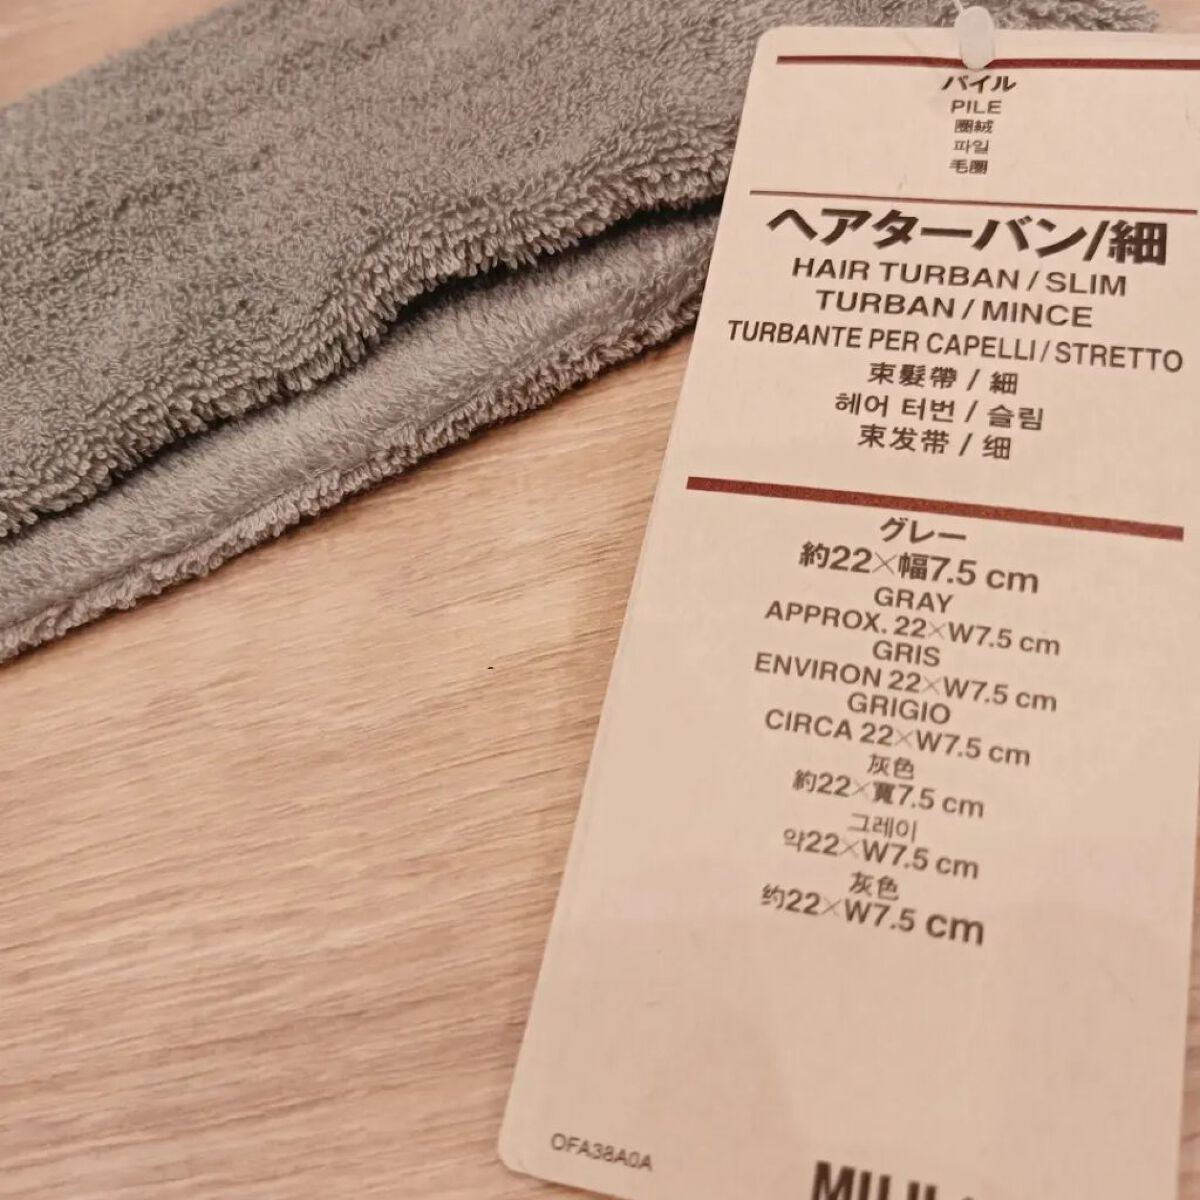 パイル
PILE
圈絨
파일
毛圈
ヘアターバン/細
HAIR TURBAN/SLIM
TURBAN/MINCE
TURBANTE PER CAPELLI/STRETTO
束髮帶/細
헤어 터번/슬림
束发带/细
グレー
約22×幅7.5 cm
GRAY
APPROX. 22×W7.5 cm
GRIS
ENVIRON 22×W7.5 cm
GRIGIO
CIRCA 22×W7.5 cm
灰色
約22×寬7.5 cm
그레이
약22×W7.5 cm
灰色
约22×W7.5 cm
OFA38A0A